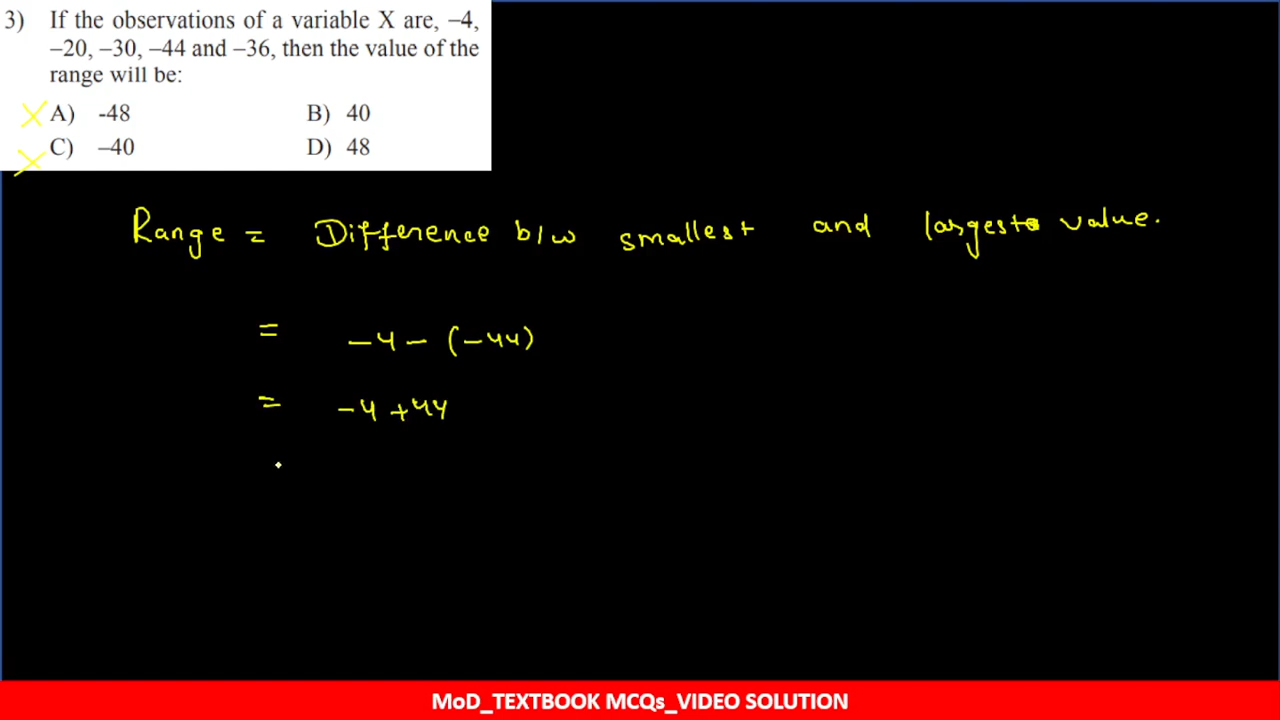 3) If the observations of a variable X are, –4,
–20, –30, –44 and –36, then the value of the
range will be:
A) -48 B) 40
C) –40 D) 48
Range = Difference b/w smallest and largest value.
= -4 - (-44)
= -4 + 44
MoD_TEXTBOOK MCQs_VIDEO SOLUTION